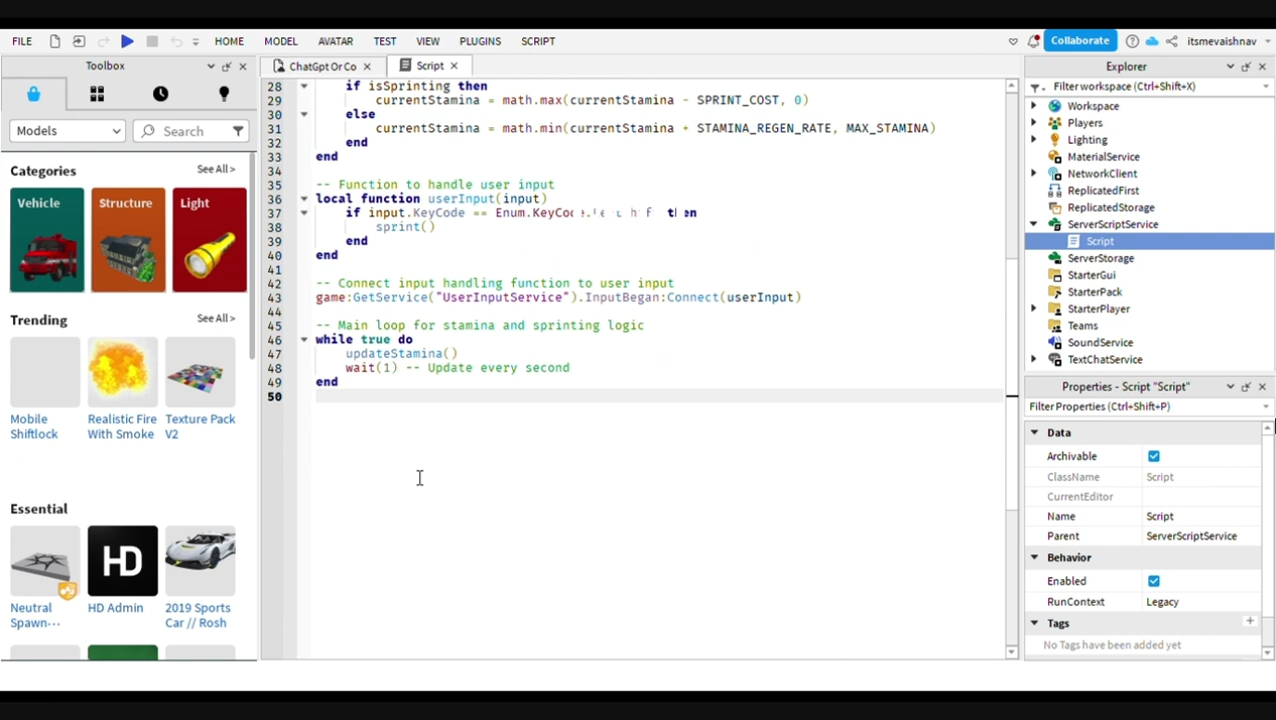 FILE HOME MODEL AVATAR TEST VIEW PLUGINS SCRIPT Collaborate itsmevaishnav
Toolbox
Models Search
Categories See All >
Vehicle Structure Light
Trending See All >
Mobile Shiftlock
Realistic Fire With Smoke
Texture Pack V2
Essential
HD
Neutral Spawn···
HD Admin
2019 Sports Car // Rosh
ChatGpt Or Co Script
28 if isSprinting then
29 currentStamina = math.max(currentStamina - SPRINT_COST, 0)
30 else
31 currentStamina = math.min(currentStamina + STAMINA_REGEN_RATE, MAX_STAMINA)
32 end
33 end
34
35 -- Function to handle user input
36 local function userInput(input)
37 if input.KeyCode == then
38 sprint()
39 end
40 end
41
42 -- Connect input handling function to user input
43 game:GetService("UserInputService").InputBegan:Connect(userInput)
44
45 -- Main loop for stamina and sprinting logic
46 while true do
47 updateStamina()
48 wait(1) -- Update every second
49 end
50
Explorer
Filter workspace (Ctrl+Shift+X)
Workspace
Players
Lighting
MaterialService
NetworkClient
ReplicatedFirst
ReplicatedStorage
ServerScriptService
Script
ServerStorage
StarterGui
StarterPack
StarterPlayer
Teams
SoundService
TextChatService
Properties - Script "Script"
Filter Properties (Ctrl+Shift+P)
Data
Archivable
ClassName Script
CurrentEditor
Name Script
Parent ServerScriptService
Behavior
Enabled
RunContext Legacy
Tags
No Tags have been added yet